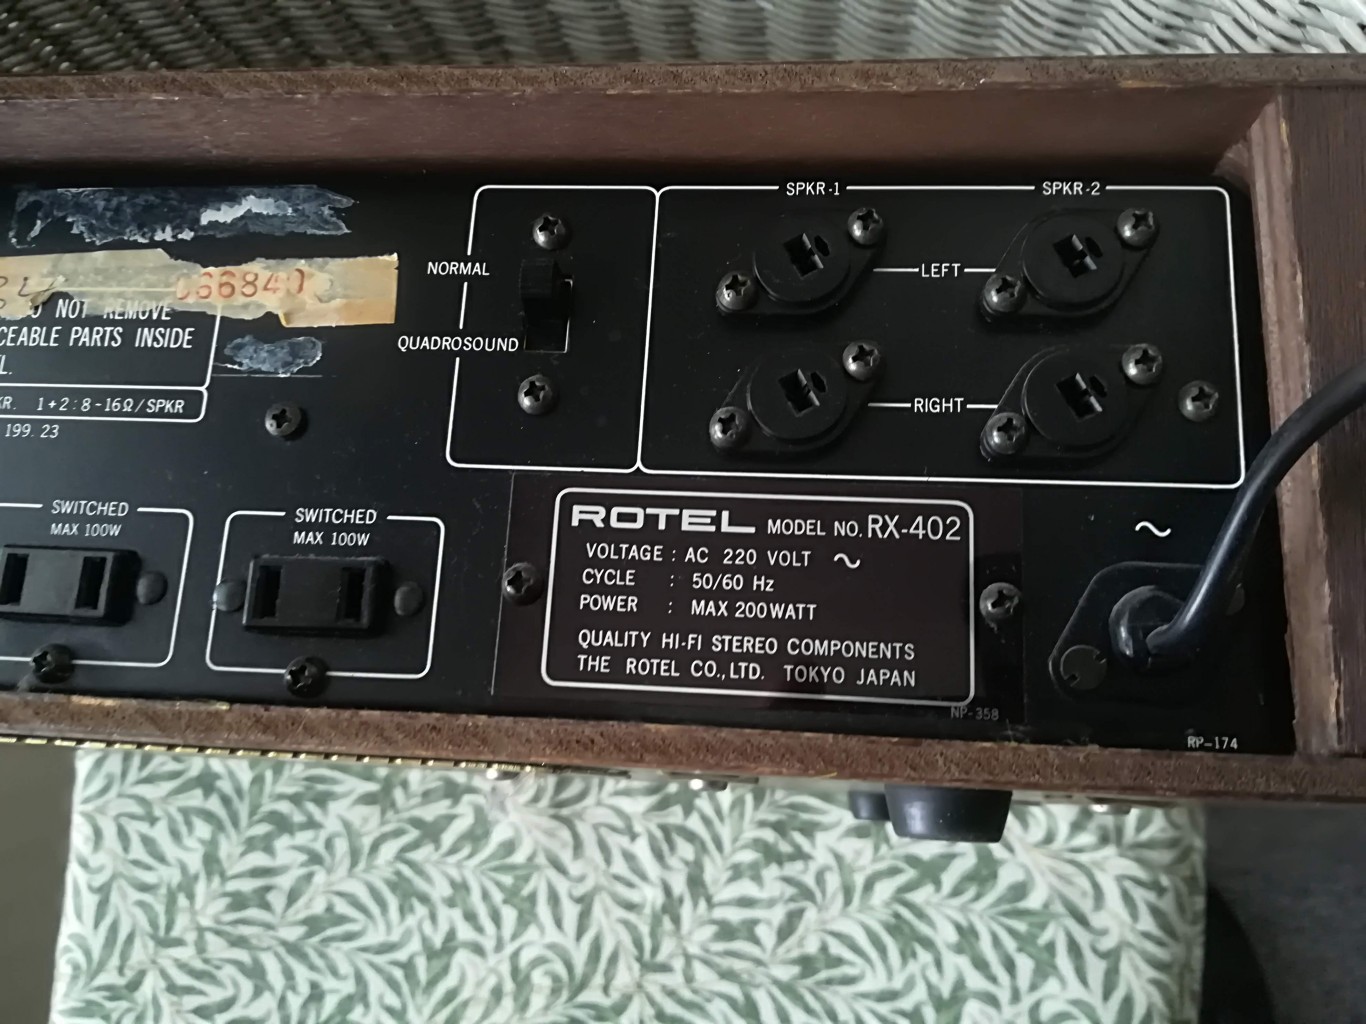 SPKR-1
SPKR-2
NORMAL
LEFT
066840
NOT REMOVE
PARTS INSIDE
QUADROSOUND
1+2:8-16Ω/SPKR
RIGHT
199.23
SWITCHED
MAX 100W
SWITCHED
MAX 100W
ROTEL MODEL NO. RX-402
VOLTAGE : AC 220 VOLT ~
CYCLE : 50/60 Hz
POWER : MAX 200WATT
QUALITY HI-FI STEREO COMPONENTS
THE ROTEL CO.,LTD. TOKYO JAPAN
~
NP-358
RP-174